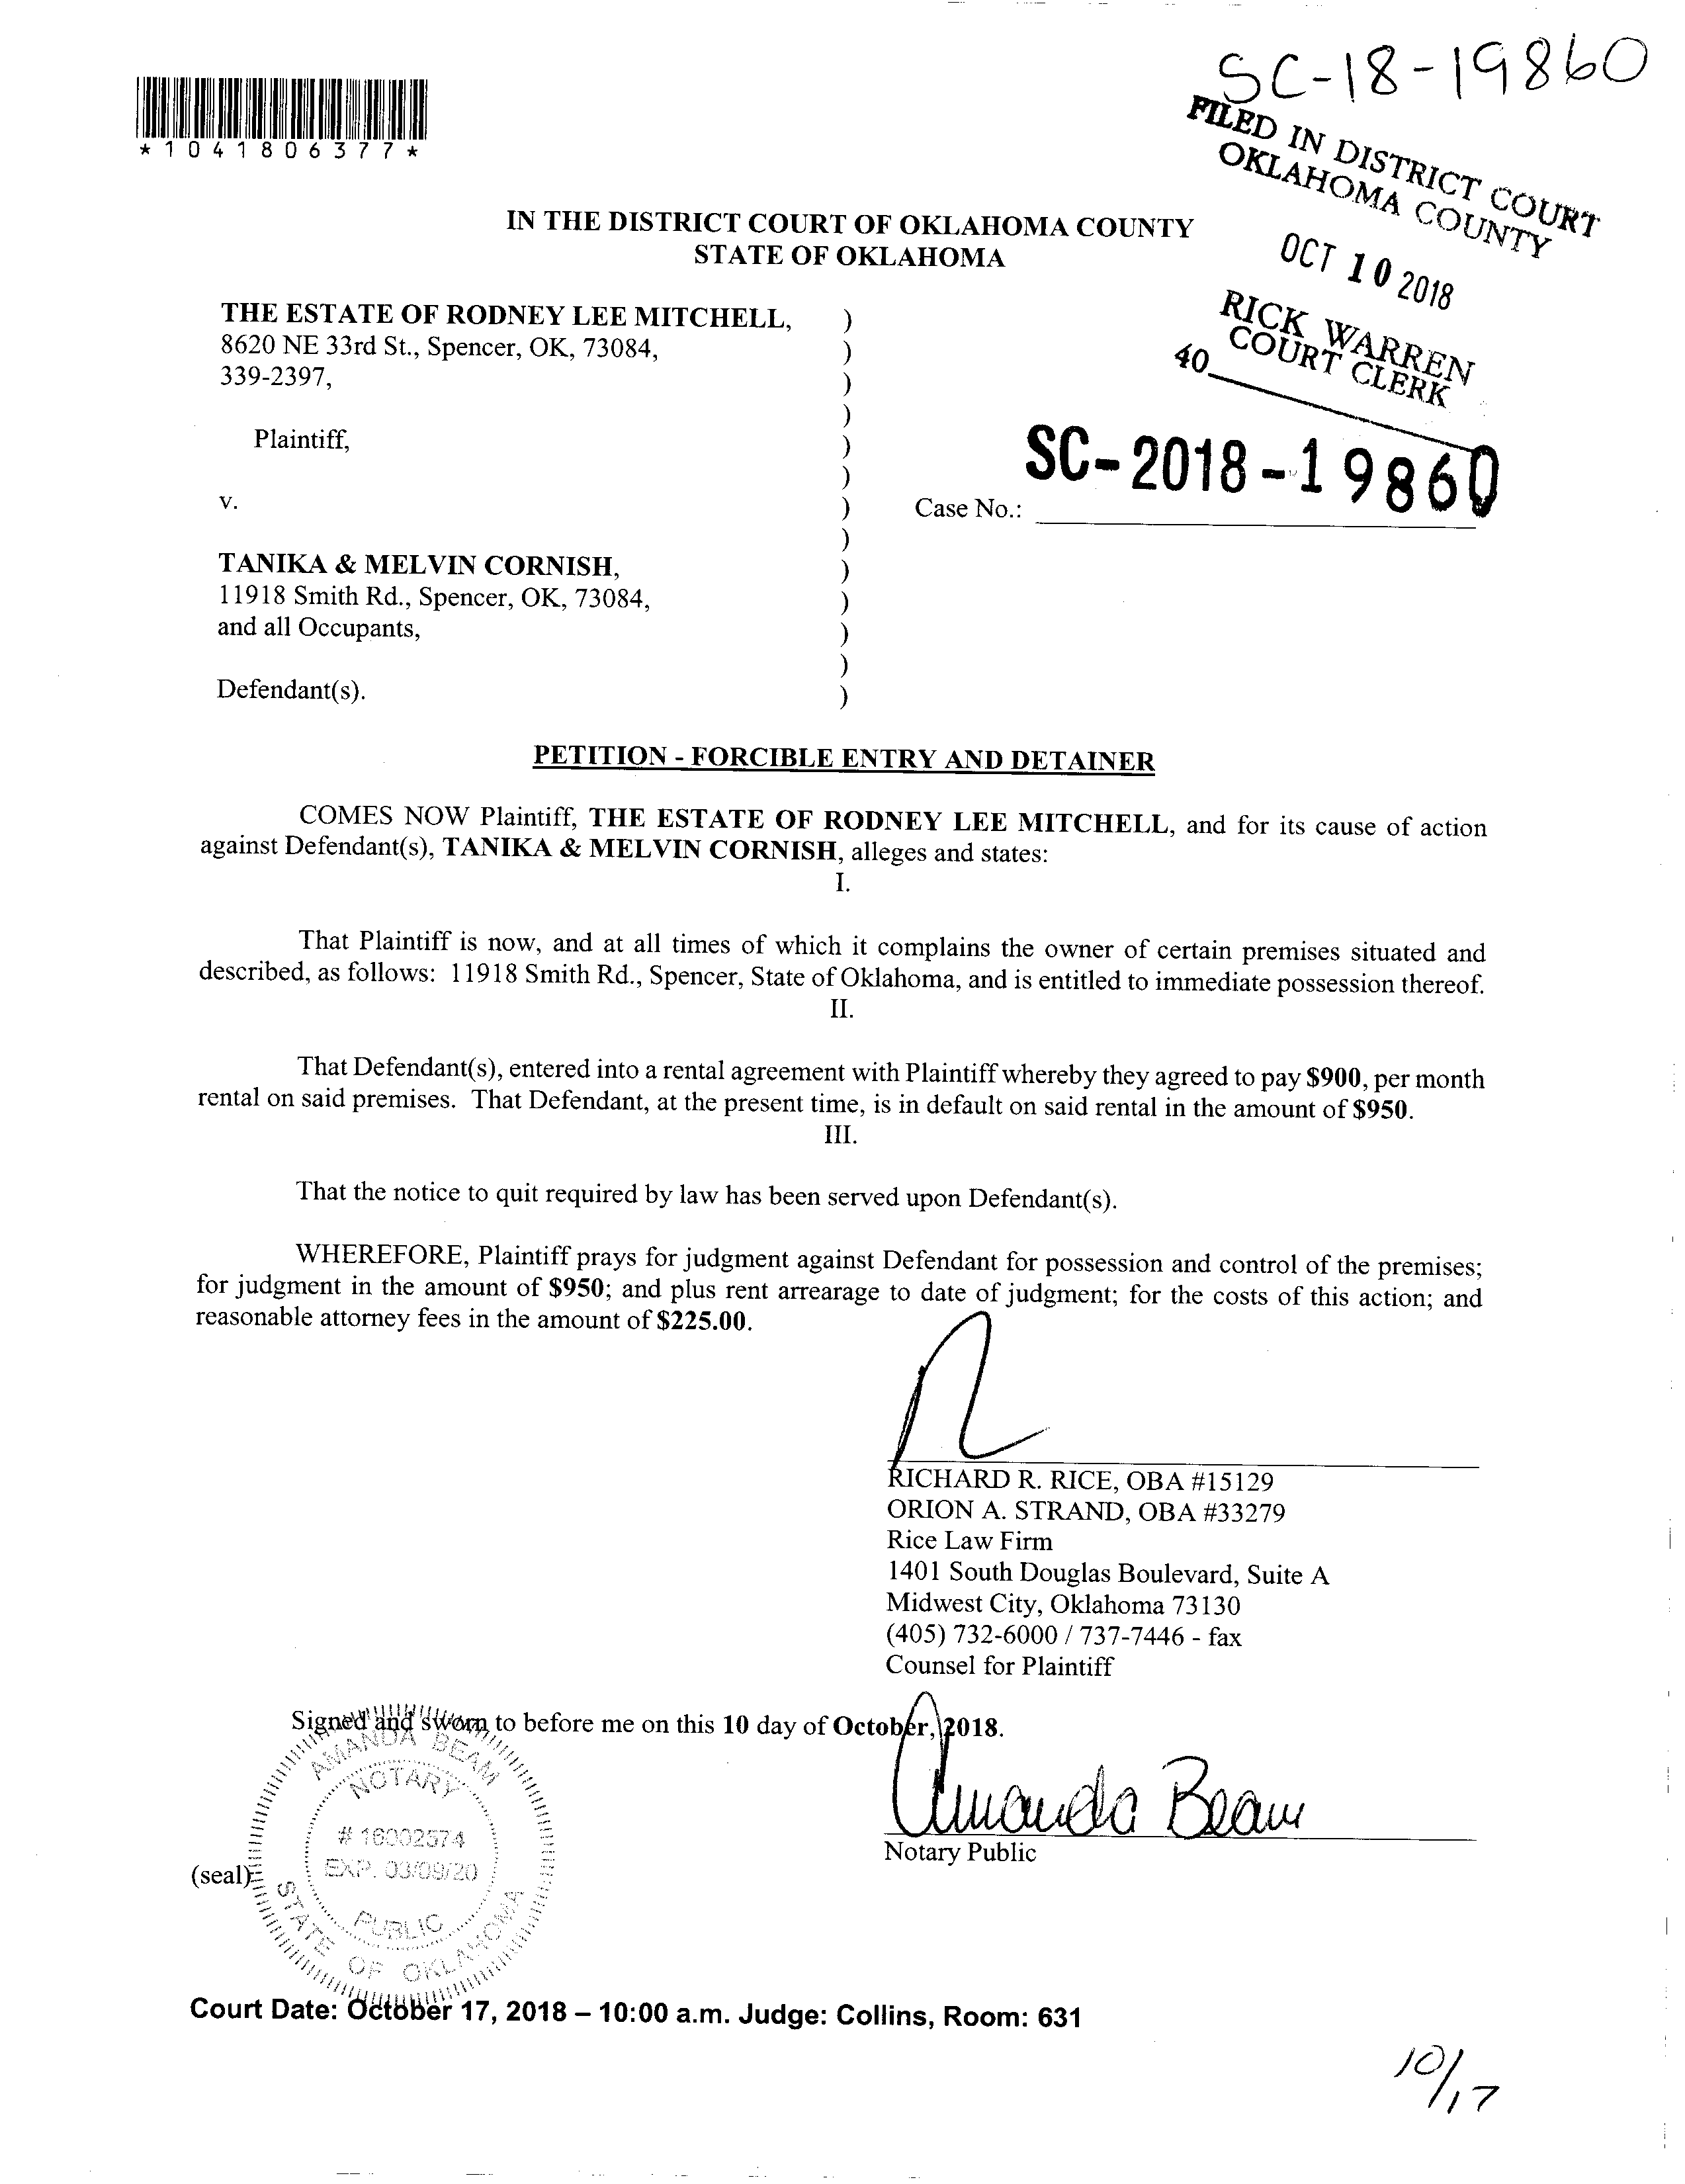 SC-18-19860
*1041806377*
FILED IN DISTRICT COURT
OKLAHOMA COUNTY
OCT 10 2018
RICK WARREN
COURT CLERK
40
IN THE DISTRICT COURT OF OKLAHOMA COUNTY
STATE OF OKLAHOMA
THE ESTATE OF RODNEY LEE MITCHELL, )
8620 NE 33rd St., Spencer, OK, 73084, )
339-2397, )
)
Plaintiff, )
)
SC-2018-19860
v. ) Case No.:
)
TANIKA & MELVIN CORNISH, )
11918 Smith Rd., Spencer, OK, 73084, )
and all Occupants, )
)
Defendant(s). )
PETITION - FORCIBLE ENTRY AND DETAINER
COMES NOW Plaintiff, THE ESTATE OF RODNEY LEE MITCHELL, and for its cause of action
against Defendant(s), TANIKA & MELVIN CORNISH, alleges and states:
I.
That Plaintiff is now, and at all times of which it complains the owner of certain premises situated and
described, as follows: 11918 Smith Rd., Spencer, State of Oklahoma, and is entitled to immediate possession thereof.
II.
That Defendant(s), entered into a rental agreement with Plaintiff whereby they agreed to pay $900, per month
rental on said premises. That Defendant, at the present time, is in default on said rental in the amount of $950.
III.
That the notice to quit required by law has been served upon Defendant(s).
WHEREFORE, Plaintiff prays for judgment against Defendant for possession and control of the premises;
for judgment in the amount of $950; and plus rent arrearage to date of judgment; for the costs of this action; and
reasonable attorney fees in the amount of $225.00.
RICHARD R. RICE, OBA #15129
ORION A. STRAND, OBA #33279
Rice Law Firm
1401 South Douglas Boulevard, Suite A
Midwest City, Oklahoma 73130
(405) 732-6000 / 737-7446 - fax
Counsel for Plaintiff
Signed and sworn to before me on this 10 day of October, 2018.
Amanda Beam
Notary Public
(seal)
AMANDA BEAM
NOTARY
# 16002574
EXP. 03/09/20
PUBLIC
STATE OF OKLAHOMA
Court Date: October 17, 2018 – 10:00 a.m. Judge: Collins, Room: 631
10/17